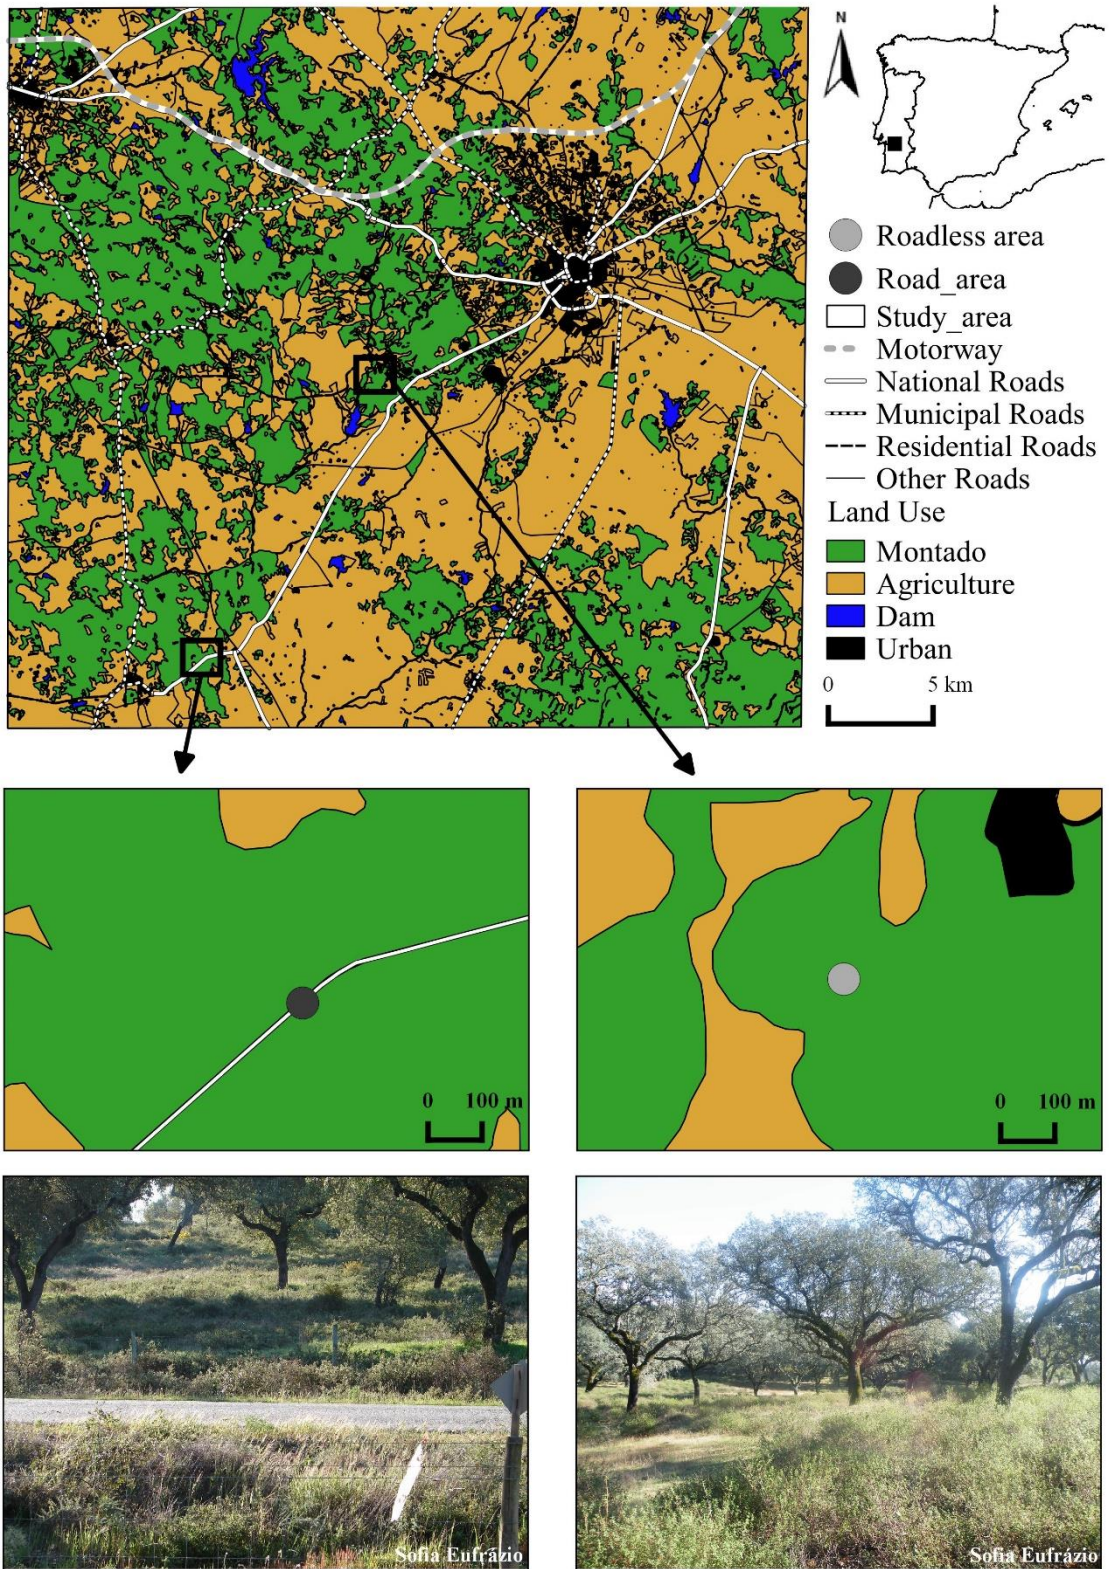 N
Roadless area
Road_area
Study_area
Motorway
National Roads
Municipal Roads
Residential Roads
Other Roads
Land Use
Montado
Agriculture
Dam
Urban
0 5 km
0 100 m
0 100 m
Sofia Eufrázio
Sofia Eufrázio